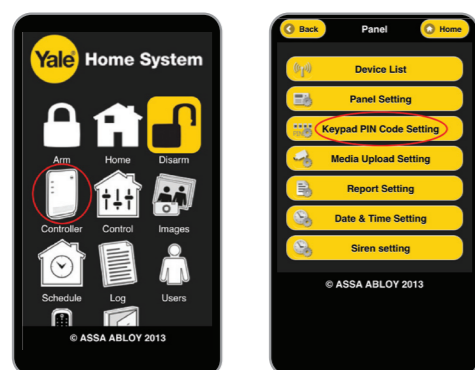 Yale Home System
Arm Home Disarm
Controller Control Images
Schedule Log Users
© ASSA ABLOY 2013
Back Panel Home
Device List
Panel Setting
Keypad PIN Code Setting
Media Upload Setting
Report Setting
Date & Time Setting
Siren setting
© ASSA ABLOY 2013